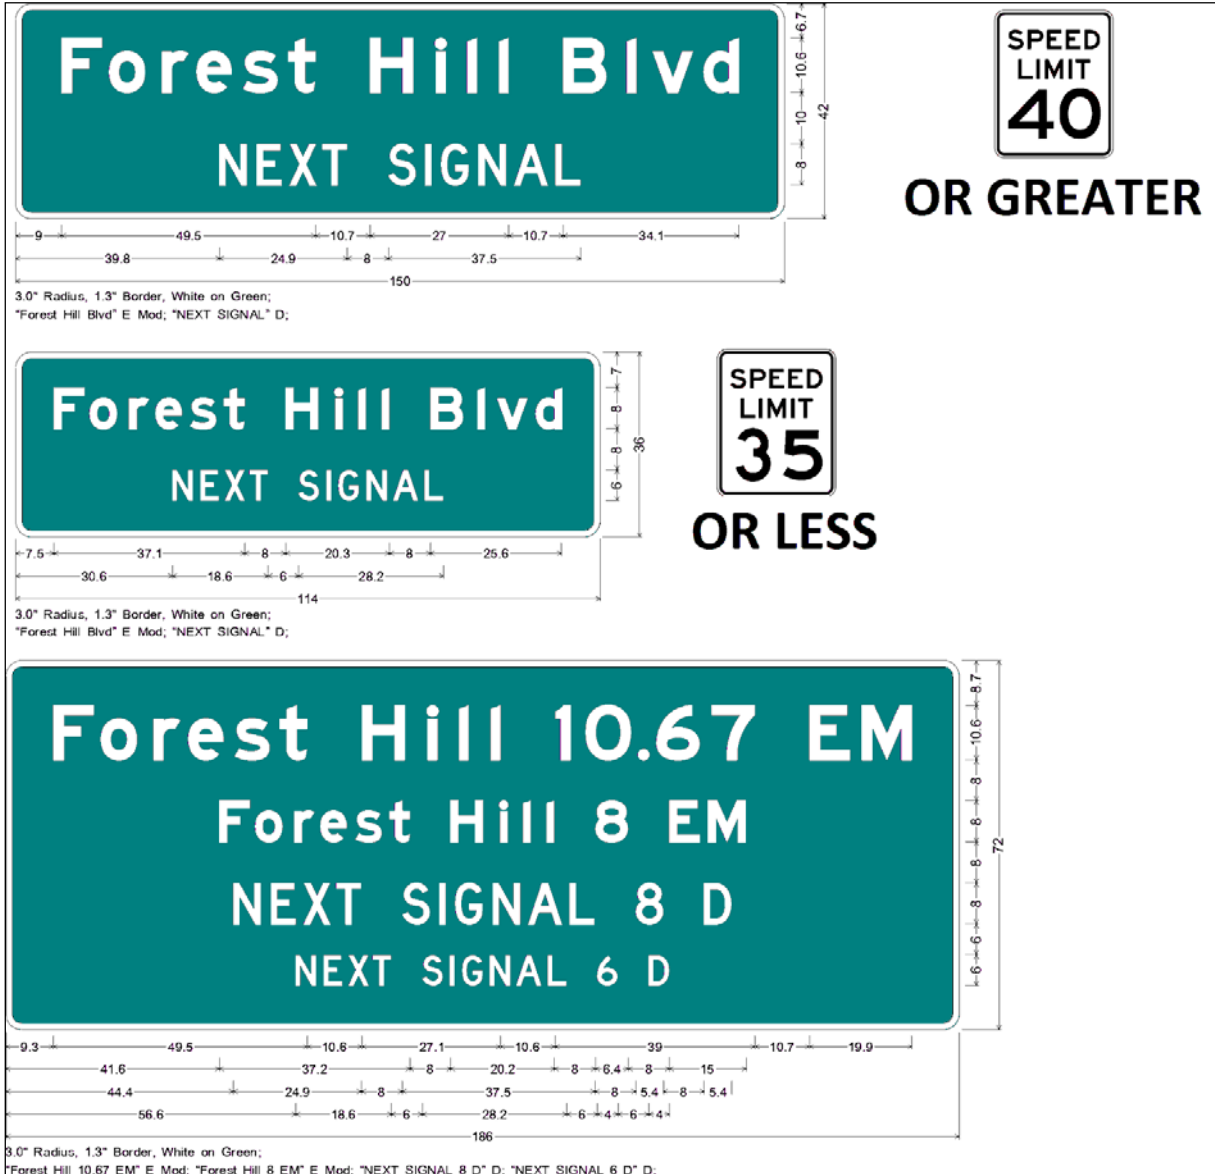 Forest Hill Blvd
NEXT SIGNAL
6.7
10.6
10
8
42
9 49.5 10.7 27 10.7 34.1
39.8 24.9 8 37.5
150
3.0" Radius, 1.3" Border, White on Green;
"Forest Hill Blvd" E Mod; "NEXT SIGNAL" D;
SPEED
LIMIT
40
OR GREATER
Forest Hill Blvd
NEXT SIGNAL
7
8
8
6
36
7.5 37.1 8 20.3 8 25.6
30.6 18.6 6 28.2
114
3.0" Radius, 1.3" Border, White on Green;
"Forest Hill Blvd" E Mod; "NEXT SIGNAL" D;
SPEED
LIMIT
35
OR LESS
Forest Hill 10.67 EM
Forest Hill 8 EM
NEXT SIGNAL 8 D
NEXT SIGNAL 6 D
8.7
10.6
8
8
8
8
6
6
72
9.3 49.5 10.6 27.1 10.6 39 10.7 19.9
41.6 37.2 8 20.2 8 6.4 8 15
44.4 24.9 8 37.5 8 5.4 8 5.4
56.6 18.6 6 28.2 6 4 6 4
186
3.0" Radius, 1.3" Border, White on Green;
"Forest Hill 10.67 EM" E Mod; "Forest Hill 8 EM" E Mod; "NEXT SIGNAL 8 D" D; "NEXT SIGNAL 6 D" D;